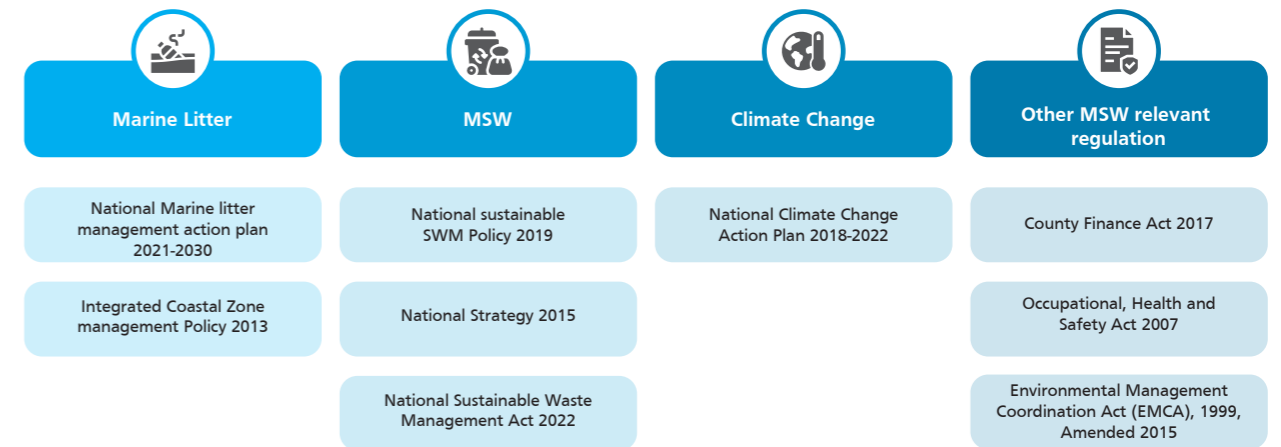 Marine Litter
National Marine litter
management action plan
2021-2030
Integrated Coastal Zone
management Policy 2013
MSW
National sustainable
SWM Policy 2019
National Strategy 2015
National Sustainable Waste
Management Act 2022
Climate Change
National Climate Change
Action Plan 2018-2022
Other MSW relevant
regulation
County Finance Act 2017
Occupational, Health and
Safety Act 2007
Environmental Management
Coordination Act (EMCA), 1999,
Amended 2015